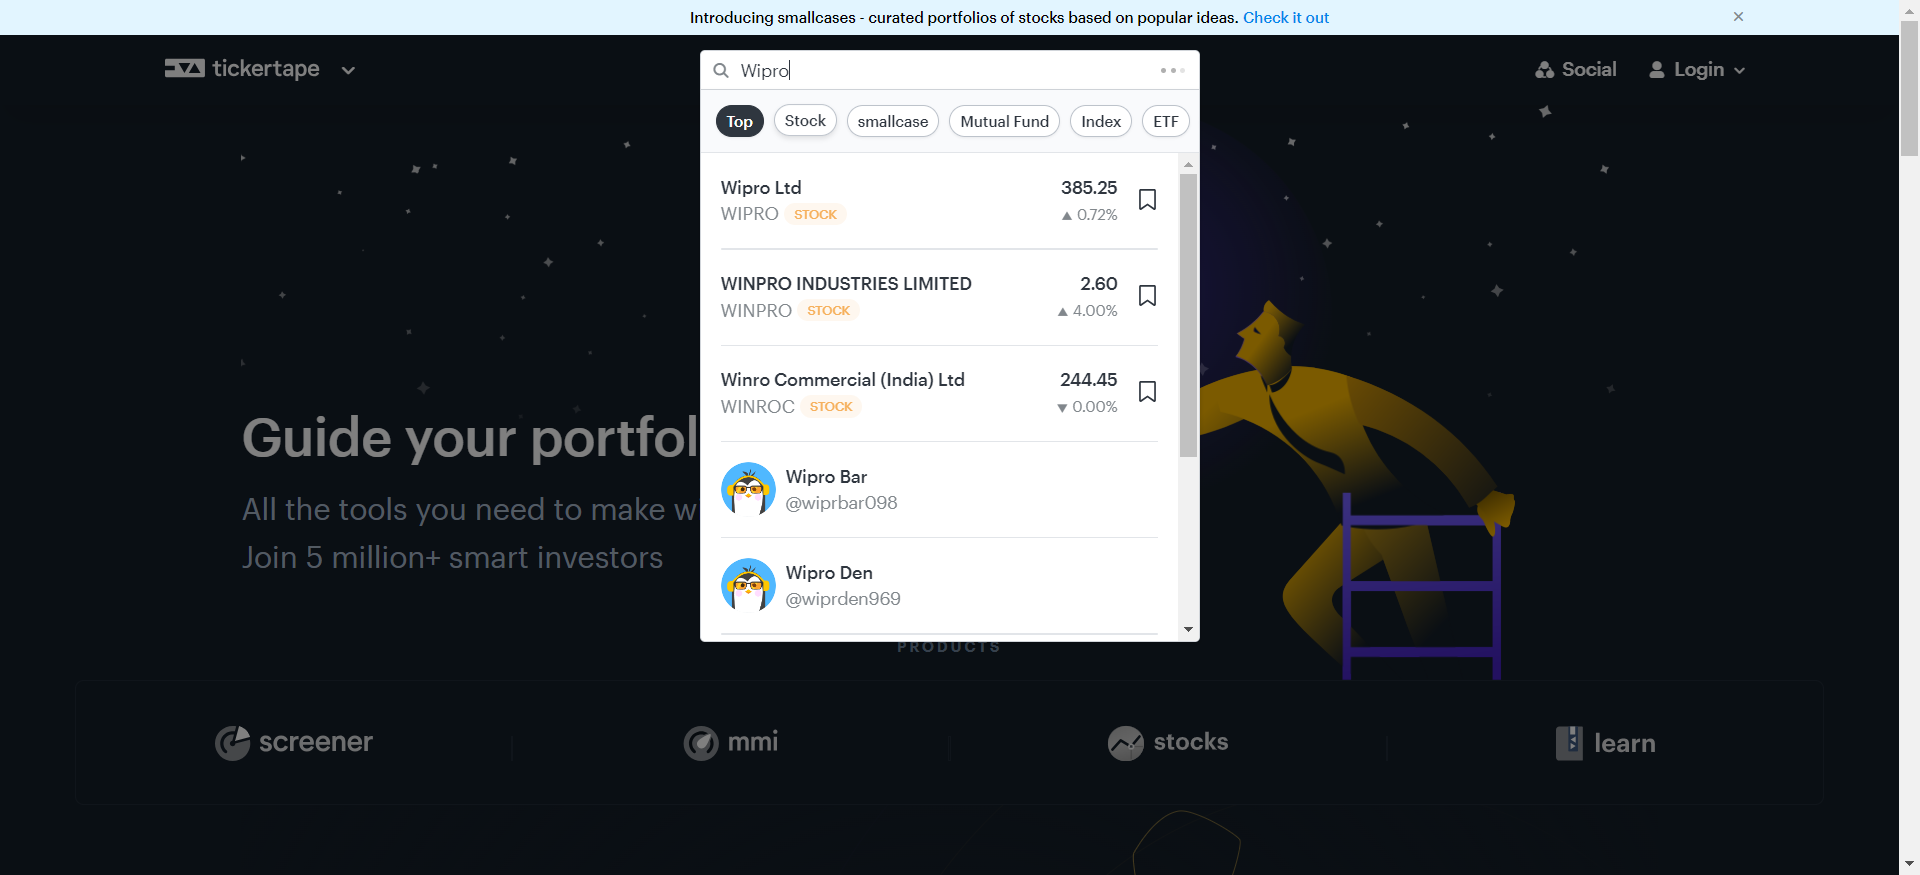 Introducing smallcases - curated portfolios of stocks based on popular ideas. Check it out
tickertape
Wipro
Social
Login
Top
Stock
smallcase
Mutual Fund
Index
ETF
Wipro Ltd
385.25
WIPRO STOCK
▲ 0.72%
WINPRO INDUSTRIES LIMITED
2.60
WINPRO STOCK
▲ 4.00%
Winro Commercial (India) Ltd
244.45
WINROC STOCK
▼ 0.00%
Wipro Bar
@wiprbar098
Wipro Den
@wiprden969
Guide your portfol
All the tools you need to make w
Join 5 million+ smart investors
PRODUCTS
screener
mmi
stocks
learn